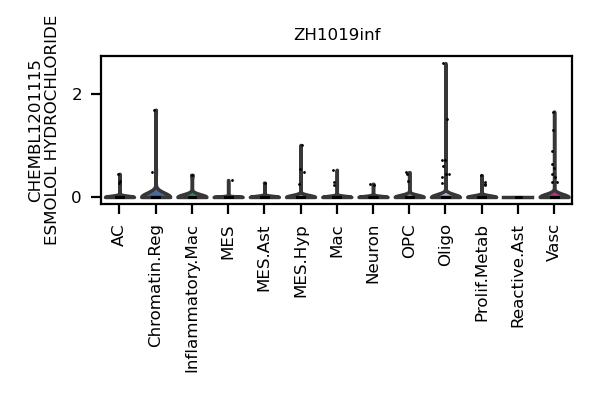 ZH1019inf
CHEMBL1201115
ESMOLOL HYDROCHLORIDE
2
0
AC
Chromatin.Reg
Inflammatory.Mac
MES
MES.Ast
MES.Hyp
Mac
Neuron
OPC
Oligo
Prolif.Metab
Reactive.Ast
Vasc